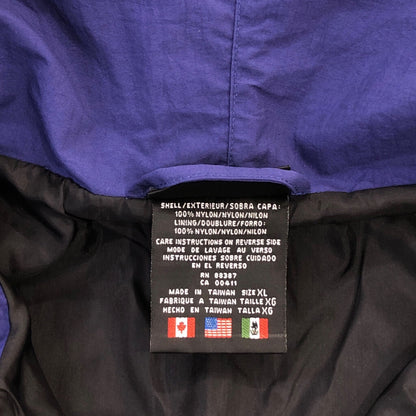 SHELL/EXTERIEUR/SOBRA CAPA:
100% NYLON/NYLON/NILON
LINING/DOUBLURE/FORRO:
100% NYLON/NYLON/NILON
CARE INSTRUCTIONS ON REVERSE SIDE
MODE DE LAVAGE AU VERSO
INSTRUCCIONES SOBRE CUIDADO
EN EL REVERSO
RN 88387
CA 00411
MADE IN TAIWAN SIZE XL
FABRIQUE A TAIWAN TAILLE XG
HECHO EN TAIWAN TALLA XG